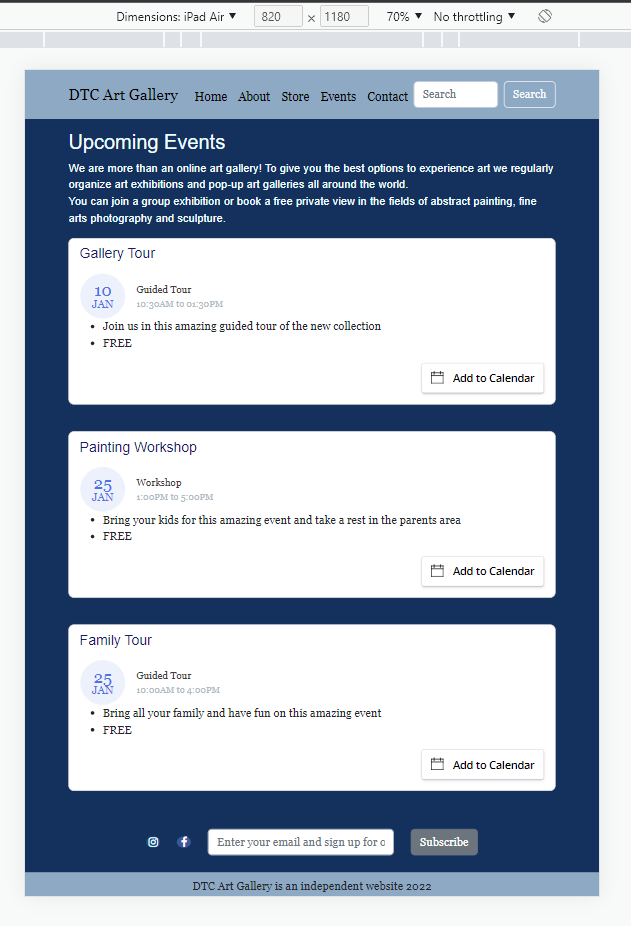 Dimensions: iPad Air ▼ 820 × 1180 70% ▼ No throttling ▼
DTC Art Gallery Home About Store Events Contact Search Search
Upcoming Events
We are more than an online art gallery! To give you the best options to experience art we regularly
organize art exhibitions and pop-up art galleries all around the world.
You can join a group exhibition or book a free private view in the fields of abstract painting, fine
arts photography and sculpture.
Gallery Tour
10
JAN
Guided Tour
10:30AM to 01:30PM
• Join us in this amazing guided tour of the new collection
• FREE
Add to Calendar
Painting Workshop
25
JAN
Workshop
1:00PM to 5:00PM
• Bring your kids for this amazing event and take a rest in the parents area
• FREE
Add to Calendar
Family Tour
25
JAN
Guided Tour
10:00AM to 4:00PM
• Bring all your family and have fun on this amazing event
• FREE
Add to Calendar
Enter your email and sign up for o Subscribe
DTC Art Gallery is an independent website 2022